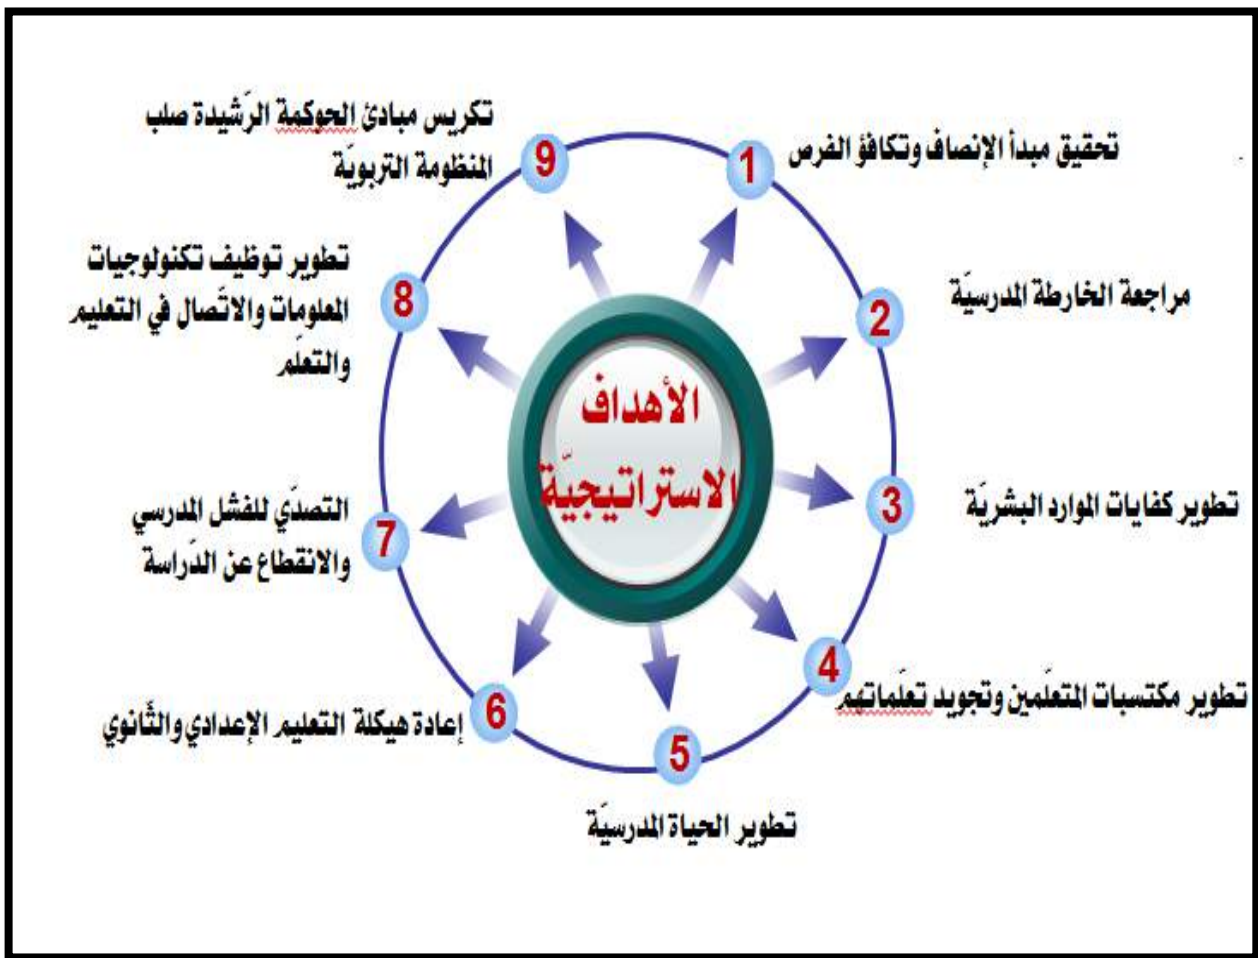 الأهداف
الاستراتيجيّة
1
تحقيق مبدأ الإنصاف وتكافؤ الفرص
2
مراجعة الخارطة المدرسيّة
3
تطوير كفايات الموارد البشريّة
4
تطوير مكتسبات المتعلّمين وتجويد تعلّماتهم
5
تطوير الحياة المدرسيّة
6
إعادة هيكلة التعليم الإعدادي والثّانوي
7
التصدّي للفشل المدرسي
والانقطاع عن الدّراسة
8
تطوير توظيف تكنولوجيات
المعلومات والاتّصال في التعليم
والتعلّم
9
تكريس مبادئ الحوكمة الرّشيدة صلب
المنظومة التربويّة